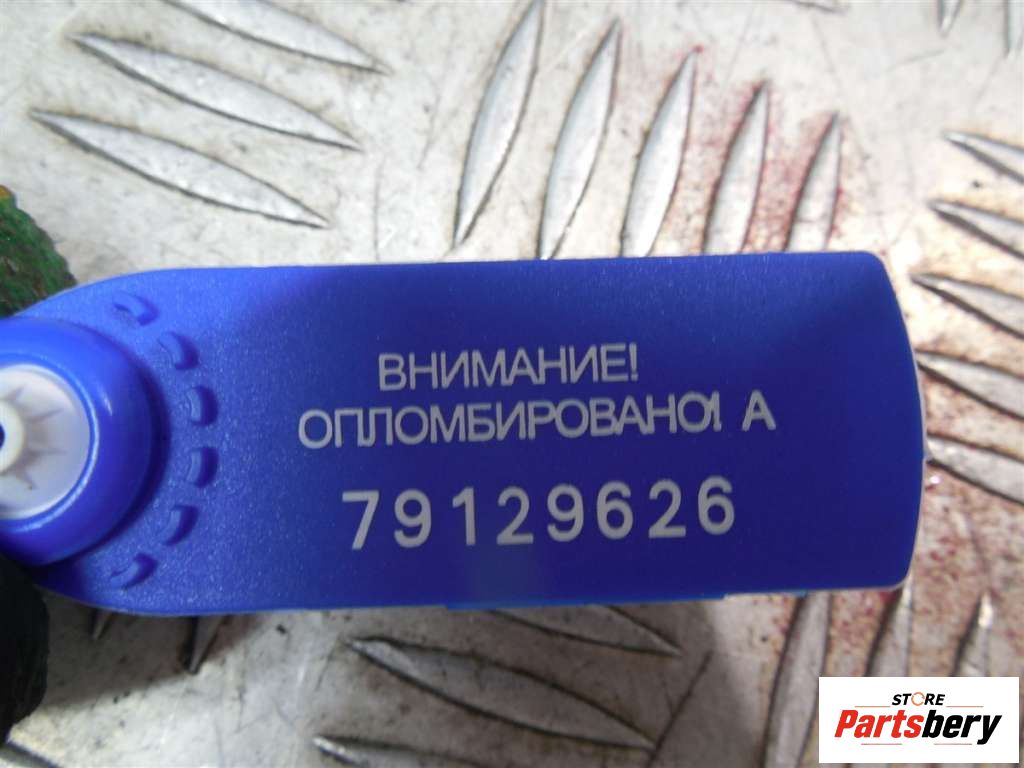 ВНИМАНИЕ!
ОПЛОМБИРОВАНО! А
79129626
STORE
Partsbery